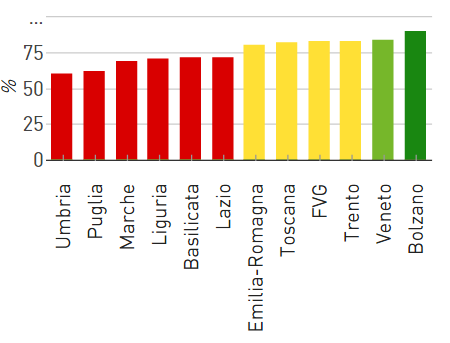 ...
75
50
25
0
%
Umbria
Puglia
Marche
Liguria
Basilicata
Lazio
Emilia-Romagna
Toscana
FVG
Trento
Veneto
Bolzano